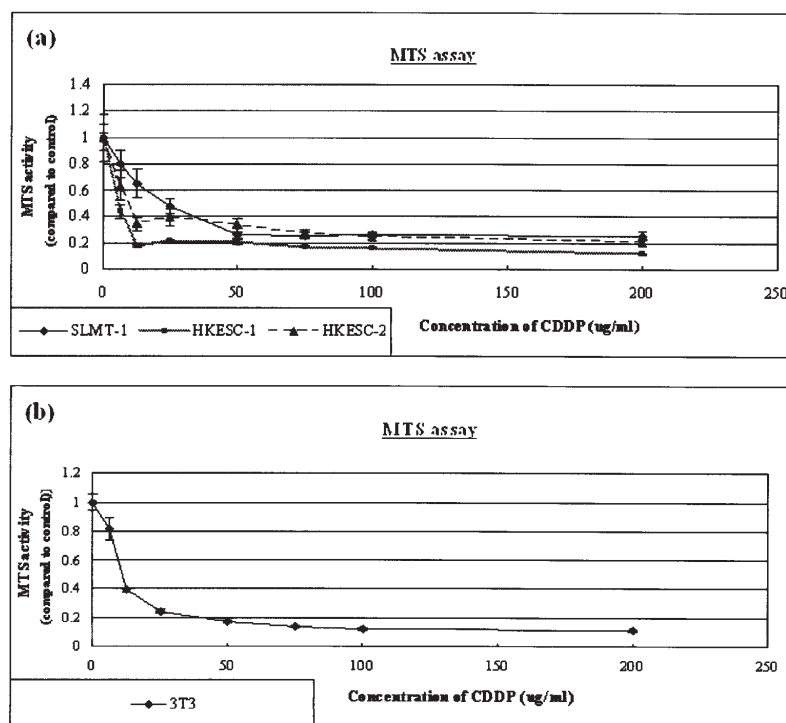 (a)
MTS assay
MTS activity
(compared to control)
1.4
1.2
1
0.8
0.6
0.4
0.2
0
0 50 100 150 200 250
SLMT-1 HKESC-1 HKESC-2
Concentration of CDDP (ug/ml)
(b)
MTS assay
MTS activity
(compared to control))
1.2
1
0.8
0.6
0.4
0.2
0
0 50 100 150 200 250
3T3
Concentration of CDDP (ug/ml)